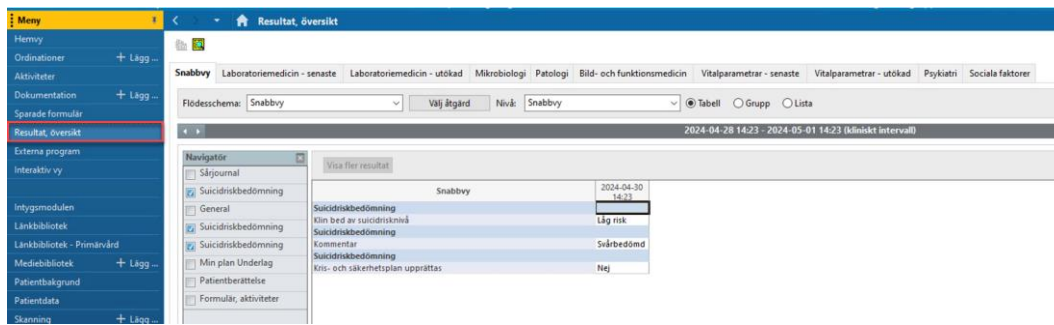 Meny
Hemvy
Ordinationer + Lägg ...
Aktiviteter
Dokumentation + Lägg ...
Sparade formulär
Resultat, översikt
Externa program
Interaktiv vy
Intygsmodulen
Länkbibliotek
Länkbibliotek - Primärvård
Mediebibliotek + Lägg ...
Patientbakgrund
Patientdata
Skanning + Lägg ...
Resultat, översikt
Snabbvy Laboratoriemedicin - senaste Laboratoriemedicin - utökad Mikrobiologi Patologi Bild- och funktionsmedicin Vitalparametrar - senaste Vitalparametrar - utökad Psykiatri Sociala faktorer
Flödesschema: Snabbvy Välj åtgärd Nivå: Snabbvy Tabell Grupp Lista
2024-04-28 14:23 - 2024-05-01 14:23 (kliniskt intervall)
Navigatör
Sårjournal
Suicidriskbedömning
General
Suicidriskbedömning
Suicidriskbedömning
Min plan Underlag
Patientberättelse
Formulär, aktiviteter
Visa fler resultat
Snabbvy 2024-04-30
14:23
Suicidriskbedömning
Klin bed av suicidrisknivå Låg risk
Suicidriskbedömning
Kommentar Svårbedömd
Suicidriskbedömning
Kris- och säkerhetsplan upprättas Nej